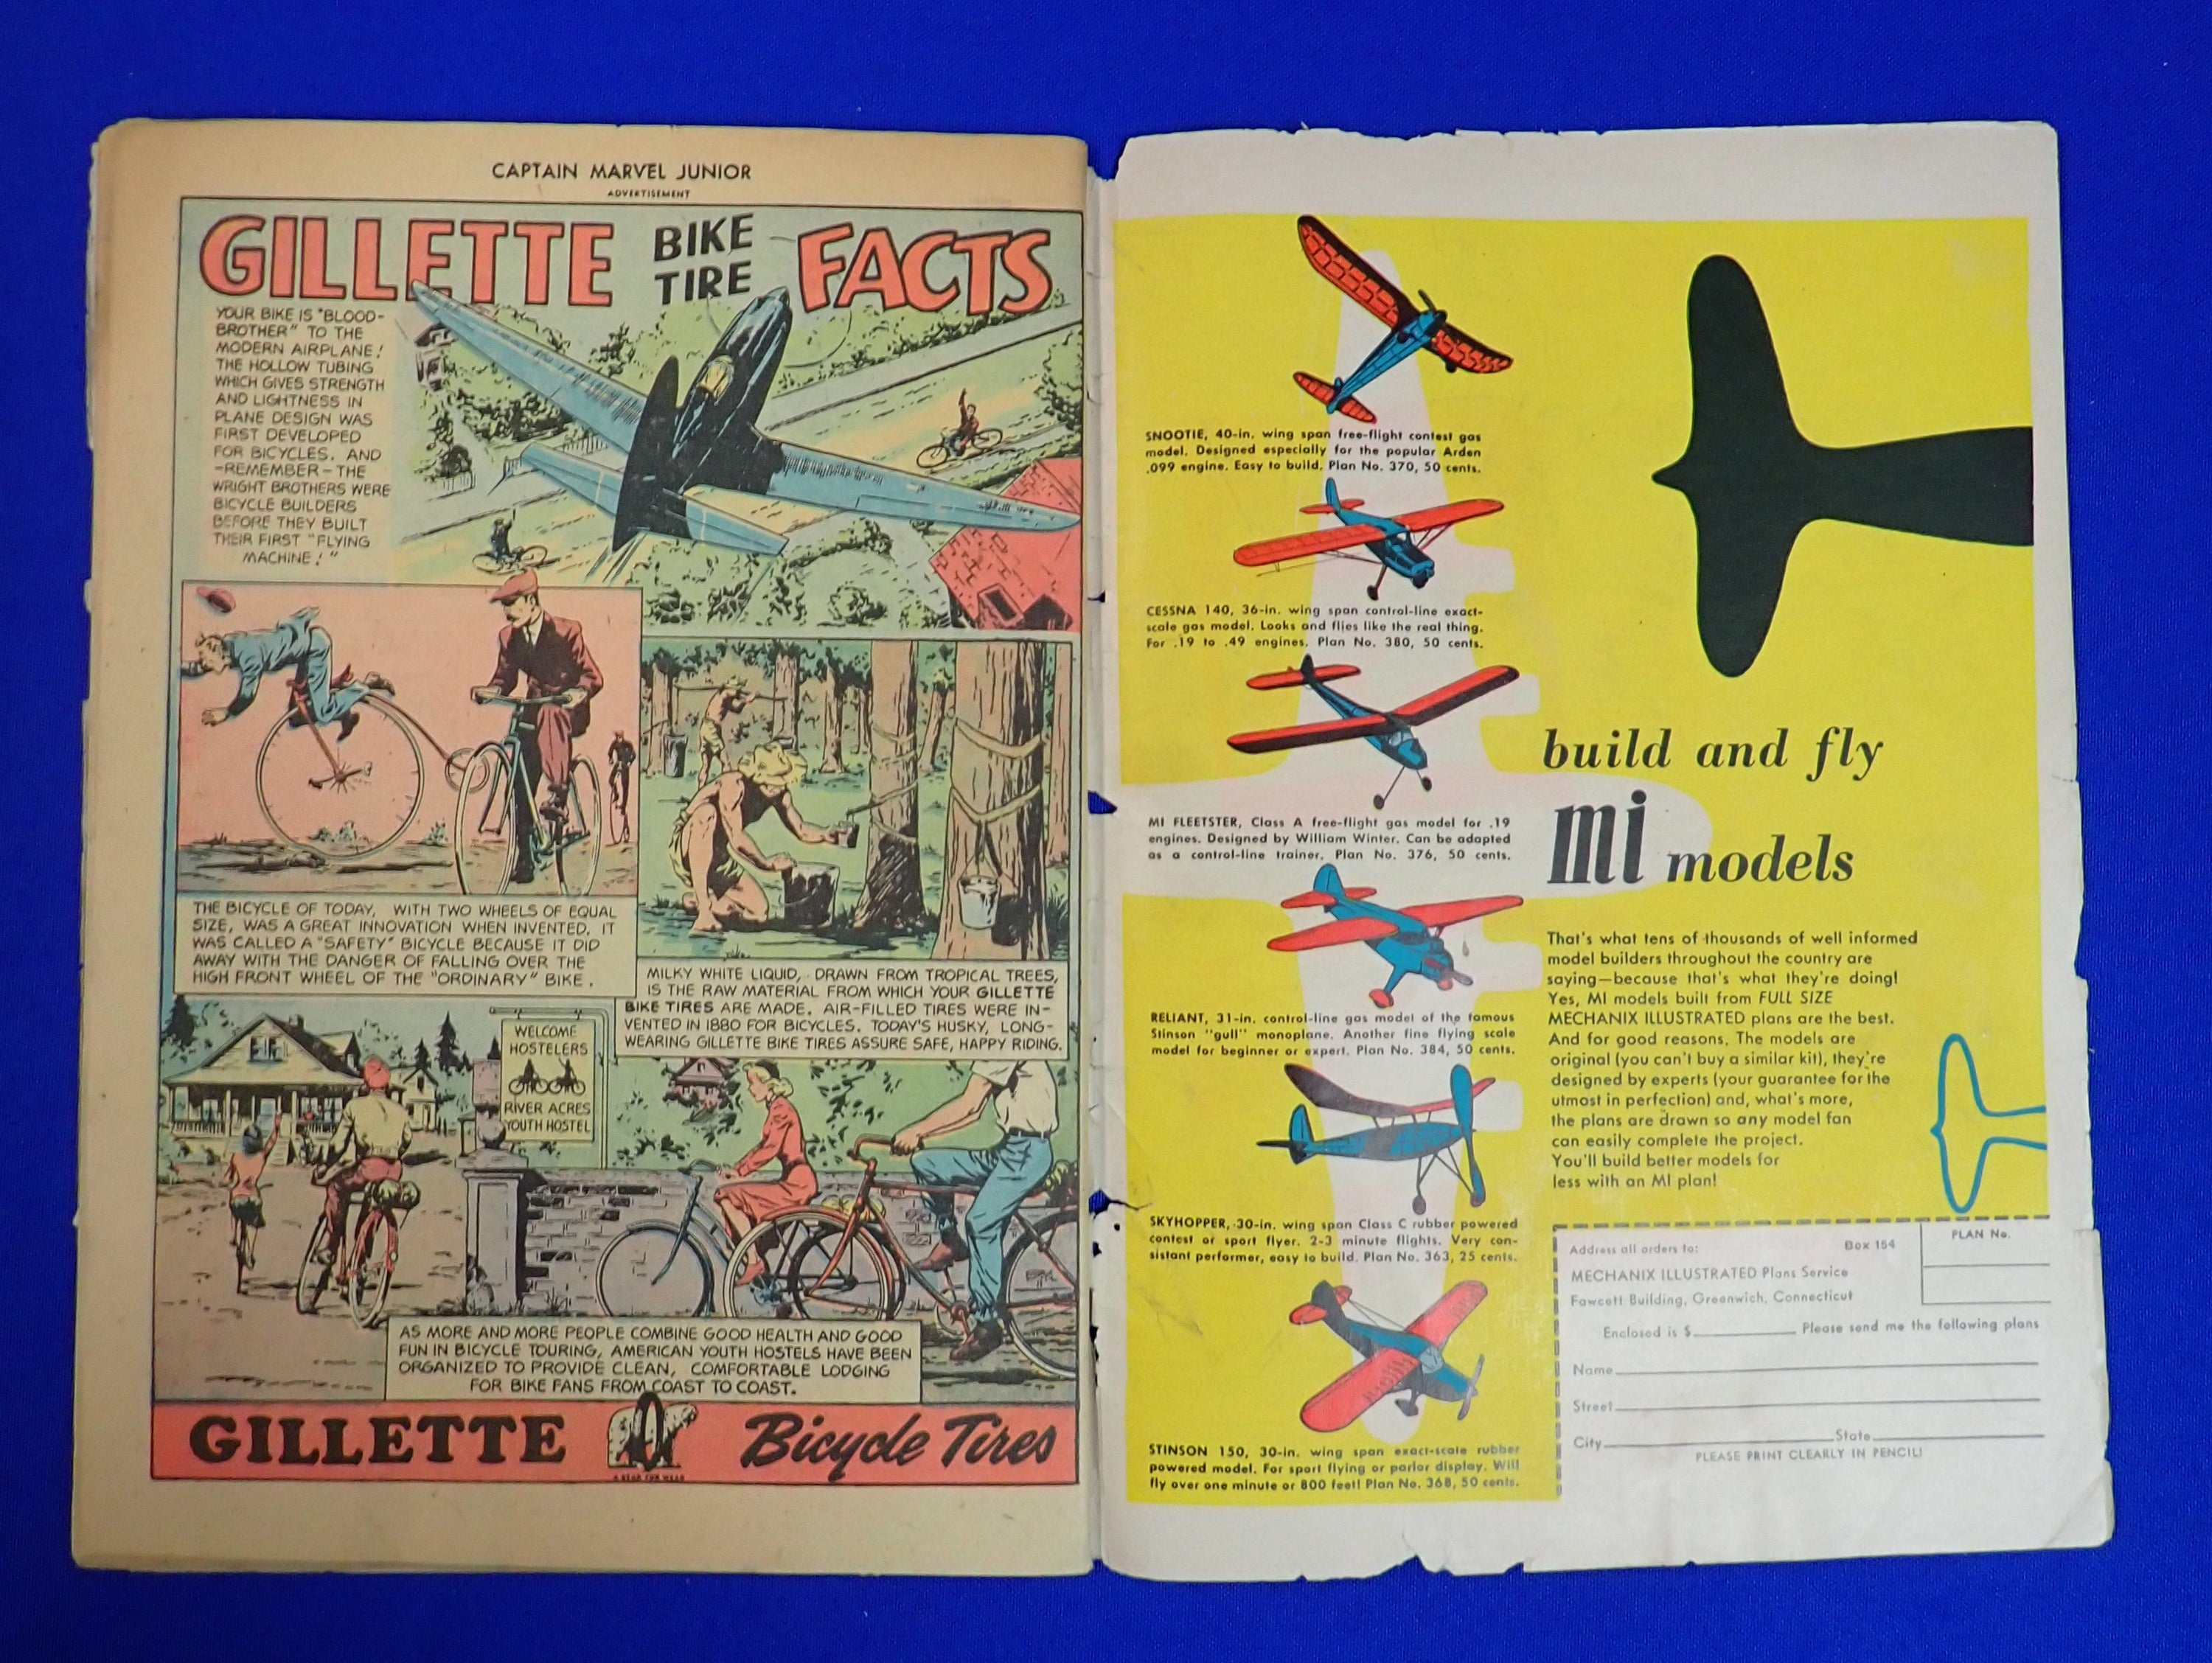 CAPTAIN MARVEL JUNIOR
ADVERTISEMENT
GILLETTE BIKE TIRE FACTS
YOUR BIKE IS "BLOOD-
BROTHER" TO THE
MODERN AIRPLANE!
THE HOLLOW TUBING
WHICH GIVES STRENGTH
AND LIGHTNESS IN
PLANE DESIGN WAS
FIRST DEVELOPED
FOR BICYCLES. AND
-REMEMBER-THE
WRIGHT BROTHERS WERE
BICYCLE BUILDERS
BEFORE THEY BUILT
THEIR FIRST "FLYING
MACHINE!"
THE BICYCLE OF TODAY, WITH TWO WHEELS OF EQUAL
SIZE, WAS A GREAT INNOVATION WHEN INVENTED. IT
WAS CALLED A "SAFETY" BICYCLE BECAUSE IT DID
AWAY WITH THE DANGER OF FALLING OVER THE
HIGH FRONT WHEEL OF THE "ORDINARY" BIKE.
MILKY WHITE LIQUID, DRAWN FROM TROPICAL TREES,
IS THE RAW MATERIAL FROM WHICH YOUR GILLETTE
BIKE TIRES ARE MADE. AIR-FILLED TIRES WERE IN-
VENTED IN 1880 FOR BICYCLES. TODAY'S HUSKY, LONG-
WEARING GILLETTE BIKE TIRES ASSURE SAFE, HAPPY RIDING.
WELCOME
HOSTELERS
RIVER ACRES
YOUTH HOSTEL
AS MORE AND MORE PEOPLE COMBINE GOOD HEALTH AND GOOD
FUN IN BICYCLE TOURING, AMERICAN YOUTH HOSTELS HAVE BEEN
ORGANIZED TO PROVIDE CLEAN, COMFORTABLE LODGING
FOR BIKE FANS FROM COAST TO COAST.
GILLETTE Bicycle Tires
A BEAR FOR WEAR
SNOOTIE, 40-in. wing span free-flight contest gas
model. Designed especially for the popular Arden
.099 engine. Easy to build. Plan No. 370, 50 cents.
CESSNA 140, 36-in. wing span control-line exact-
scale gas model. Looks and flies like the real thing.
For .19 to .49 engines. Plan No. 380, 50 cents.
MI FLEETSTER, Class A free-flight gas model for .19
engines. Designed by William Winter. Can be adapted
as a control-line trainer. Plan No. 376, 50 cents.
RELIANT, 31-in. control-line gas model of the famous
Stinson "gull" monoplane. Another fine flying scale
model for beginner or expert. Plan No. 384, 50 cents.
SKYHOPPER, 30-in. wing span Class C rubber powered
contest or sport flyer. 2-3 minute flights. Very con-
sistant performer, easy to build. Plan No. 363, 25 cents.
STINSON 150, 30-in. wing span exact-scale rubber
powered model. For sport flying or parlor display. Will
fly over one minute or 800 feet! Plan No. 368, 50 cents.
build and fly
mi models
That's what tens of thousands of well informed
model builders throughout the country are
saying—because that's what they're doing!
Yes, MI models built from FULL SIZE
MECHANIX ILLUSTRATED plans are the best.
And for good reasons. The models are
original (you can't buy a similar kit), they're
designed by experts (your guarantee for the
utmost in perfection) and, what's more,
the plans are drawn so any model fan
can easily complete the project.
You'll build better models for
less with an MI plan!
Address all orders to: Box 154
PLAN No.
MECHANIX ILLUSTRATED Plans Service
Fawcett Building, Greenwich, Connecticut
Enclosed is $ Please send me the following plans
Name
Street
City State
PLEASE PRINT CLEARLY IN PENCIL!